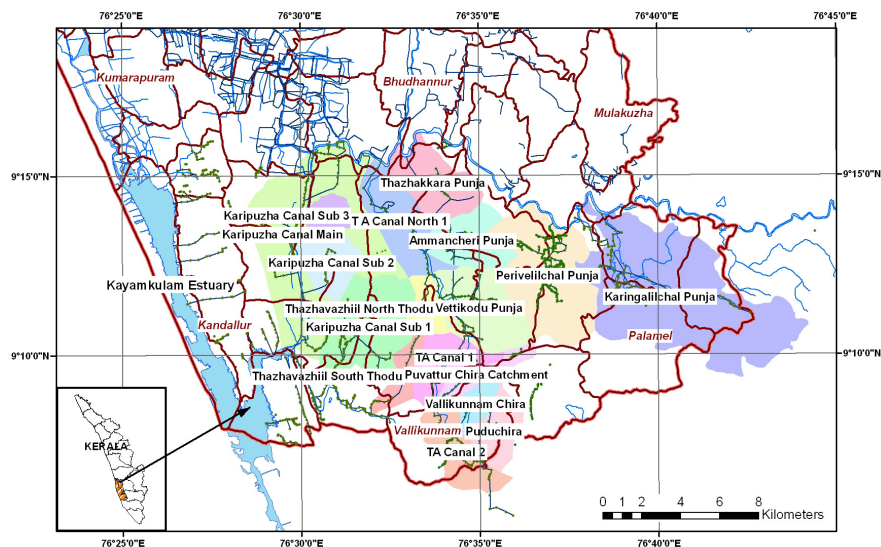 76°25'0"E 76°30'0"E 76°35'0"E 76°40'0"E 76°45'0"E
Kumarapuram
Bhudhannur
Mulakuzha
9°15'0"N 9°15'0"N
Thazhakkara Punja
Karipuzha Canal Sub 3 T A Canal North 1
Karipuzha Canal Main
Ammancheri Punja
Karipuzha Canal Sub 2
Perivelilchal Punja
Kayamkulam Estuary
Karingalilchal Punja
Thazhavazhiil North Thodu Vettikodu Punja
Kandallur
Karipuzha Canal Sub 1
Palamel
9°10'0"N 9°10'0"N
TA Canal 1
Thazhavazhiil South Thodu Puvattur Chira Catchment
Vallikunnam Chira
Vallikunnam Puduchira
KERALA
TA Canal 2
0 1 2 4 6 8
Kilometers
76°25'0"E 76°30'0"E 76°35'0"E 76°40'0"E 76°45'0"E